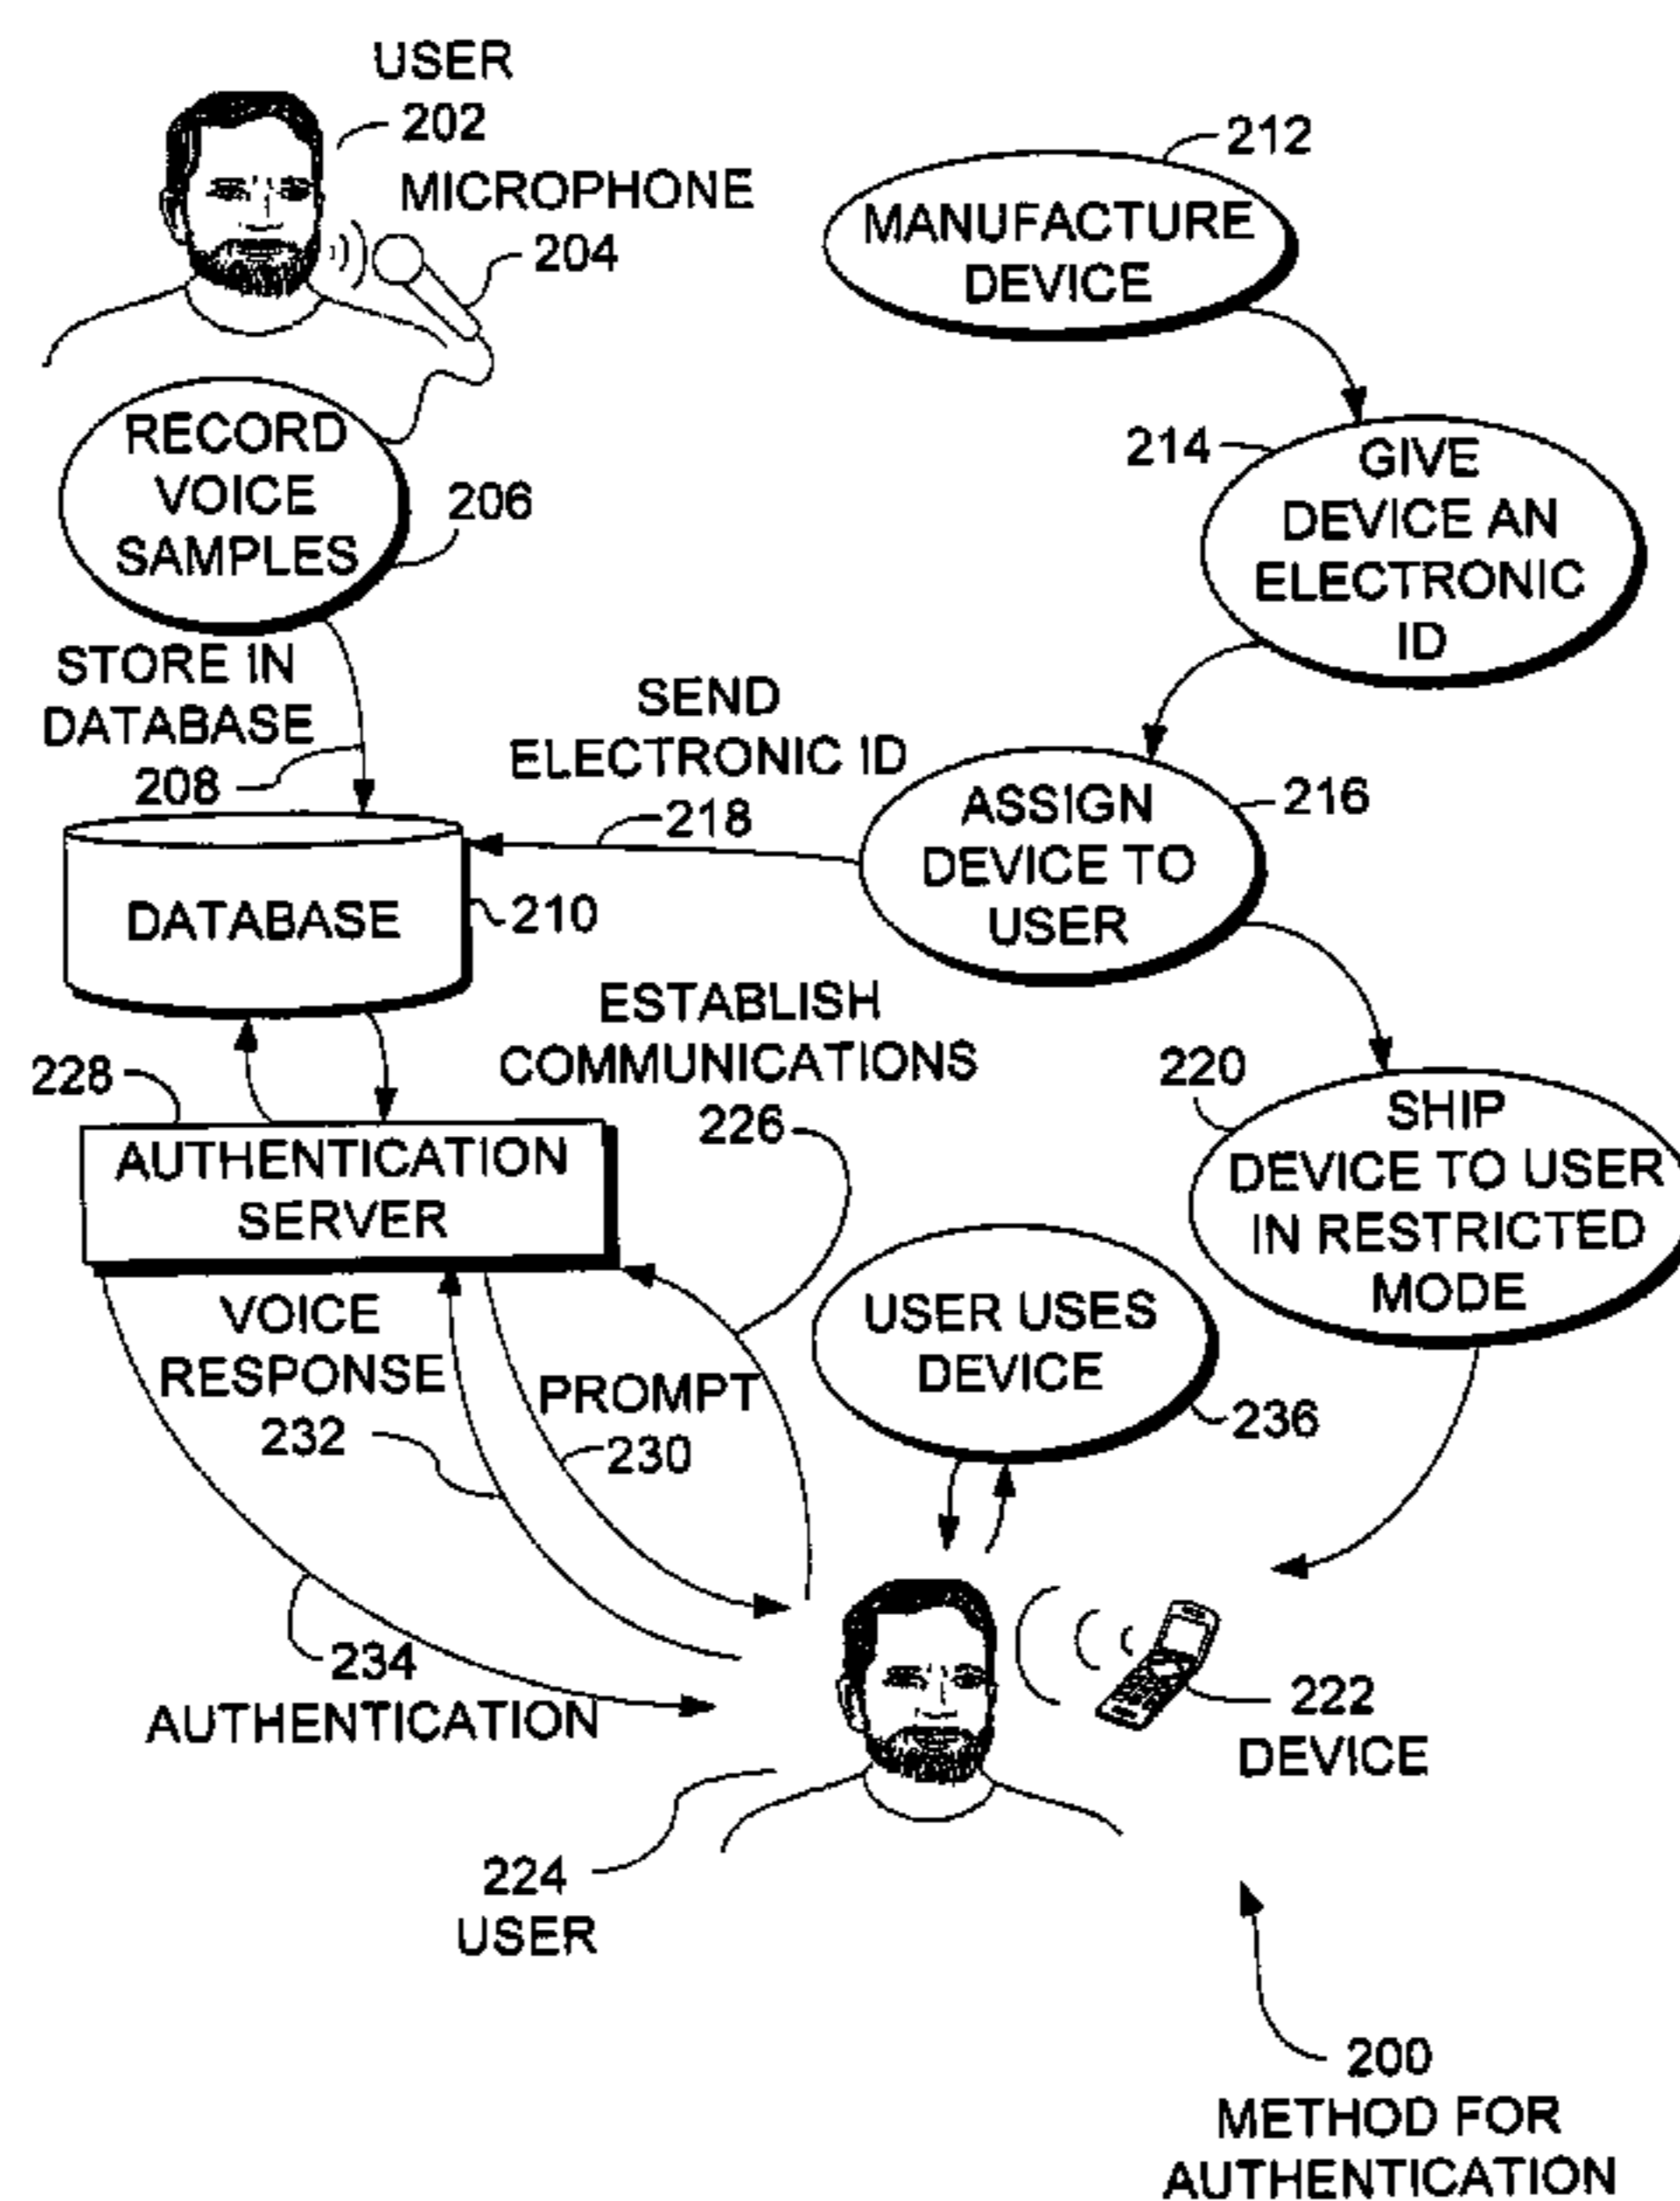 USER
202
MICROPHONE
204
RECORD
VOICE
SAMPLES
206
STORE IN
DATABASE
208
DATABASE
210
212
MANUFACTURE
DEVICE
214
GIVE
DEVICE AN
ELECTRONIC
ID
SEND
ELECTRONIC ID
218
ASSIGN
DEVICE TO
USER
216
ESTABLISH
COMMUNICATIONS
226
228
AUTHENTICATION
SERVER
220
SHIP
DEVICE TO USER
IN RESTRICTED
MODE
VOICE
RESPONSE
232
PROMPT
230
USER USES
DEVICE
236
234
AUTHENTICATION
222
DEVICE
224
USER
200
METHOD FOR
AUTHENTICATION